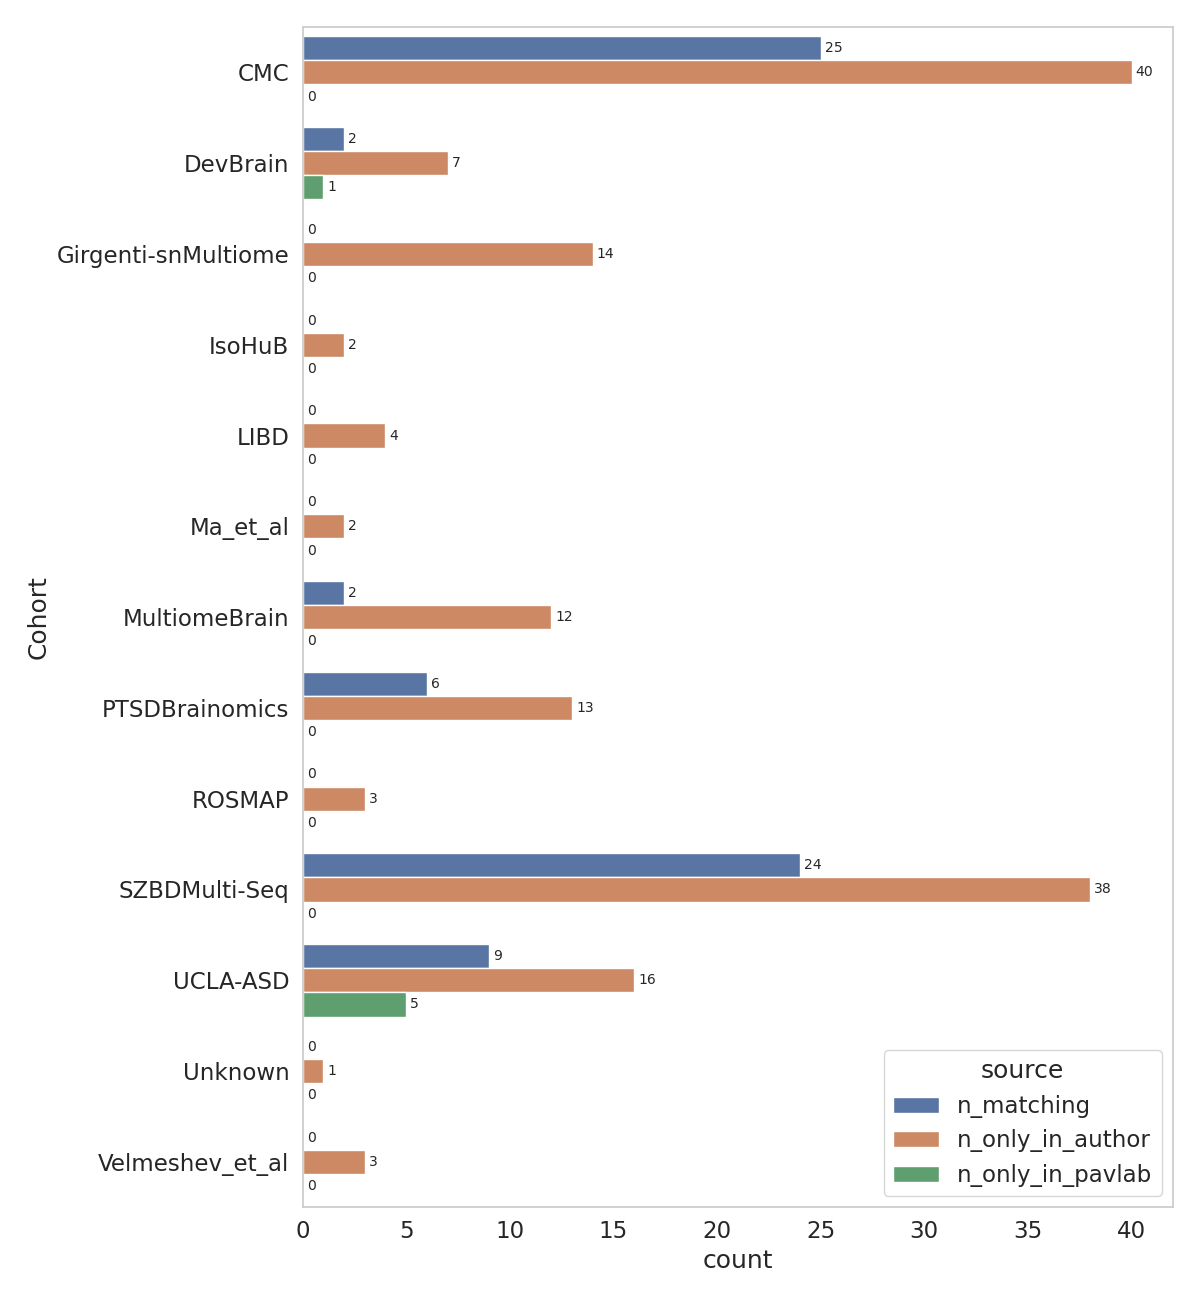 CMC
25
40
0
DevBrain
2
7
1
Girgenti-snMultiome
0
14
0
IsoHuB
0
2
0
LIBD
0
4
0
Ma_et_al
0
2
0
MultiomeBrain
2
12
0
PTSDBrainomics
6
13
0
ROSMAP
0
3
0
SZBDMulti-Seq
24
38
0
UCLA-ASD
9
16
5
Unknown
0
1
0
Velmeshev_et_al
0
3
0
Cohort
source
n_matching
n_only_in_author
n_only_in_pavlab
0 5 10 15 20 25 30 35 40
count